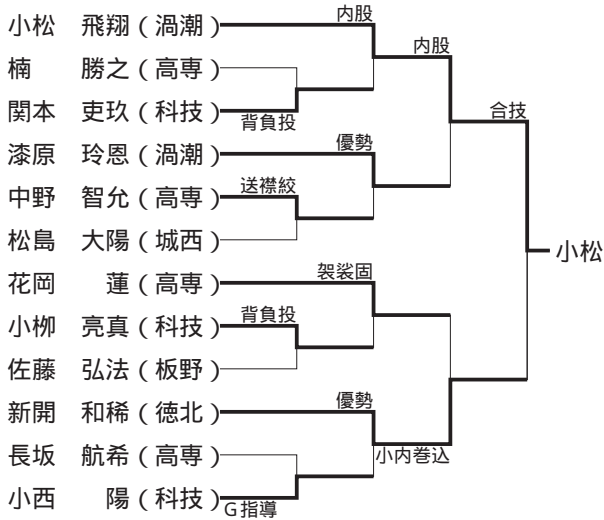 内股
小松 飛翔(渦潮)
内股
楠 勝之(高専)
関本 吏玖(科技)
背負投
合技
漆原 玲恩(渦潮)
優勢
中野 智允(高専)
送襟絞
松島 大陽(城西)
小松
花岡 蓮(高専)
袈裟固
小栁 亮真(科技)
背負投
佐藤 弘法(板野)
新開 和稀(徳北)
優勢
長坂 航希(高専)
小内巻込
小西 陽(科技)
G指導